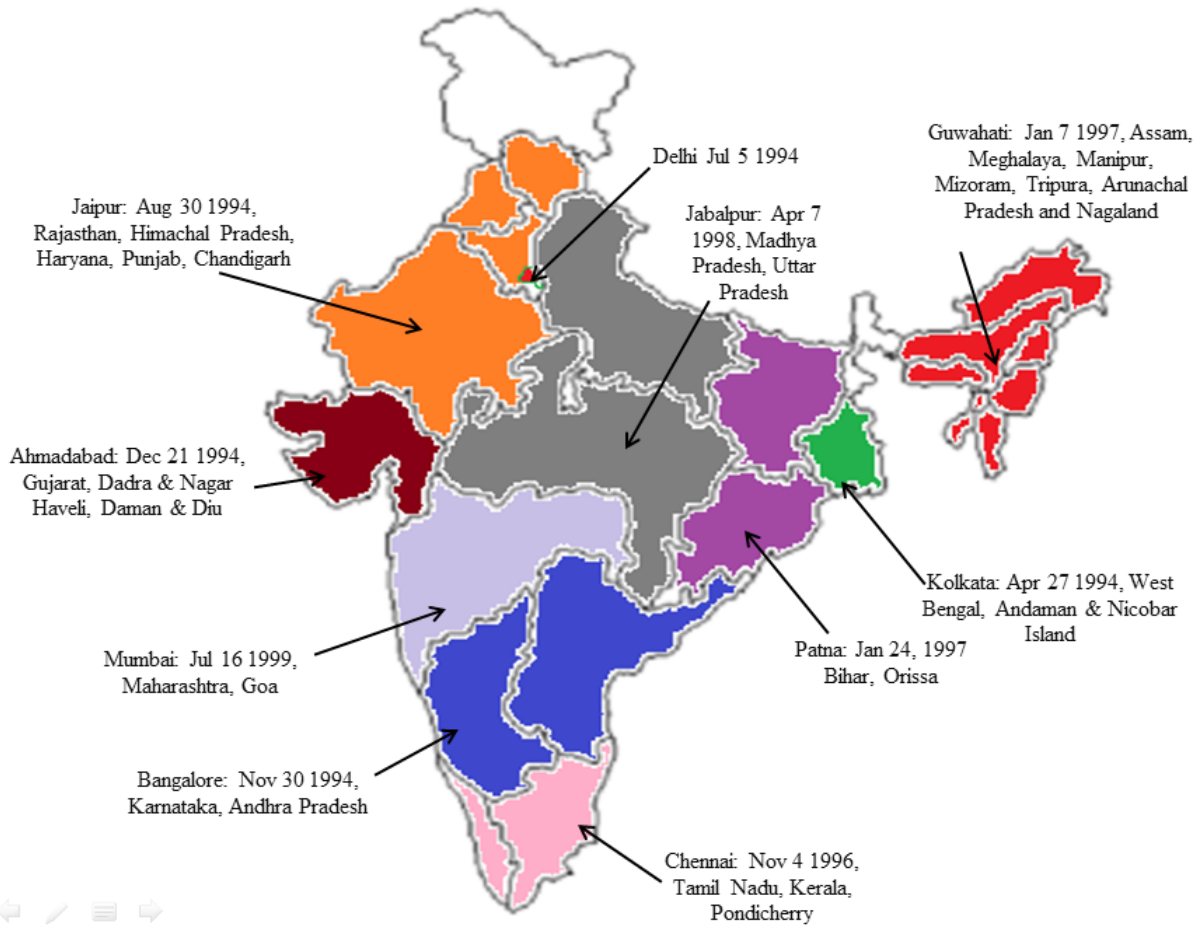 Delhi Jul 5 1994
Guwahati:  Jan 7 1997, Assam,
Meghalaya, Manipur,
Mizoram, Tripura, Arunachal
Pradesh and Nagaland
Jaipur: Aug 30 1994,
Rajasthan, Himachal Pradesh,
Haryana, Punjab, Chandigarh
Jabalpur: Apr 7
1998, Madhya
Pradesh, Uttar
Pradesh
Ahmadabad: Dec 21 1994,
Gujarat, Dadra & Nagar
Haveli, Daman & Diu
Kolkata: Apr 27 1994, West
Bengal, Andaman & Nicobar
Island
Mumbai:  Jul 16 1999,
Maharashtra, Goa
Patna: Jan 24, 1997
Bihar, Orissa
Bangalore:  Nov 30 1994,
Karnataka, Andhra Pradesh
Chennai:  Nov 4 1996,
Tamil Nadu, Kerala,
Pondicherry